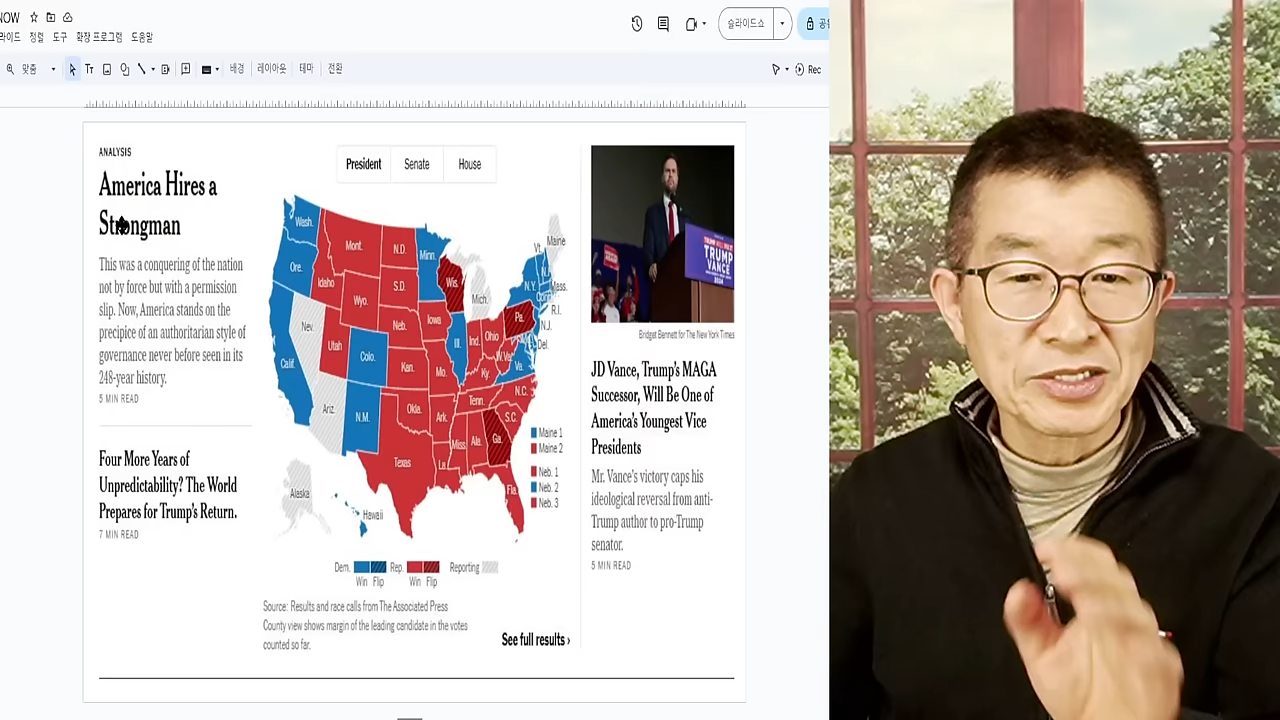 NOW
라이드 정렬 도구 확장 프로그램 도움말
슬라이드쇼
공유
맞춤
Tт
배경 레이아웃 테마 전환
Rec
ANALYSIS
America Hires a
Strongman
This was a conquering of the nation
not by force but with a permission
slip. Now, America stands on the
precipice of an authoritarian style of
governance never before seen in its
248-year history.
5 MIN READ
Four More Years of
Unpredictability? The World
Prepares for Trump's Return.
7 MIN READ
President Senate House
Wash.
Mont.
N.D.
Minn.
Vt.
Maine
Ore.
Idaho
S.D.
Wis.
Mich.
N.Y.
Mass.
Conn.
R.I.
Wyo.
Iowa
Pa.
N.J.
Nev.
Neb.
Ill.
Ind.
Ohio
Del.
Utah
Colo.
Kan.
Mo.
W.Va.
Va.
Calif.
Ky.
N.C.
Ariz.
N.M.
Okla.
Ark.
Tenn.
S.C.
Miss.
Ala.
Ga.
Texas
La.
Fla.
Alaska
Hawaii
Maine 1
Maine 2
Neb. 1
Neb. 2
Neb. 3
Dem. Rep. Reporting
Win Flip Win Flip
Source: Results and race calls from The Associated Press
County view shows margin of the leading candidate in the votes
counted so far.
See full results ›
TRUMP
VANCE
Bridget Bennett for The New York Times
JD Vance, Trump's MAGA
Successor, Will Be One of
America's Youngest Vice
Presidents
Mr. Vance's victory caps his
ideological reversal from anti-
Trump author to pro-Trump
senator.
5 MIN READ